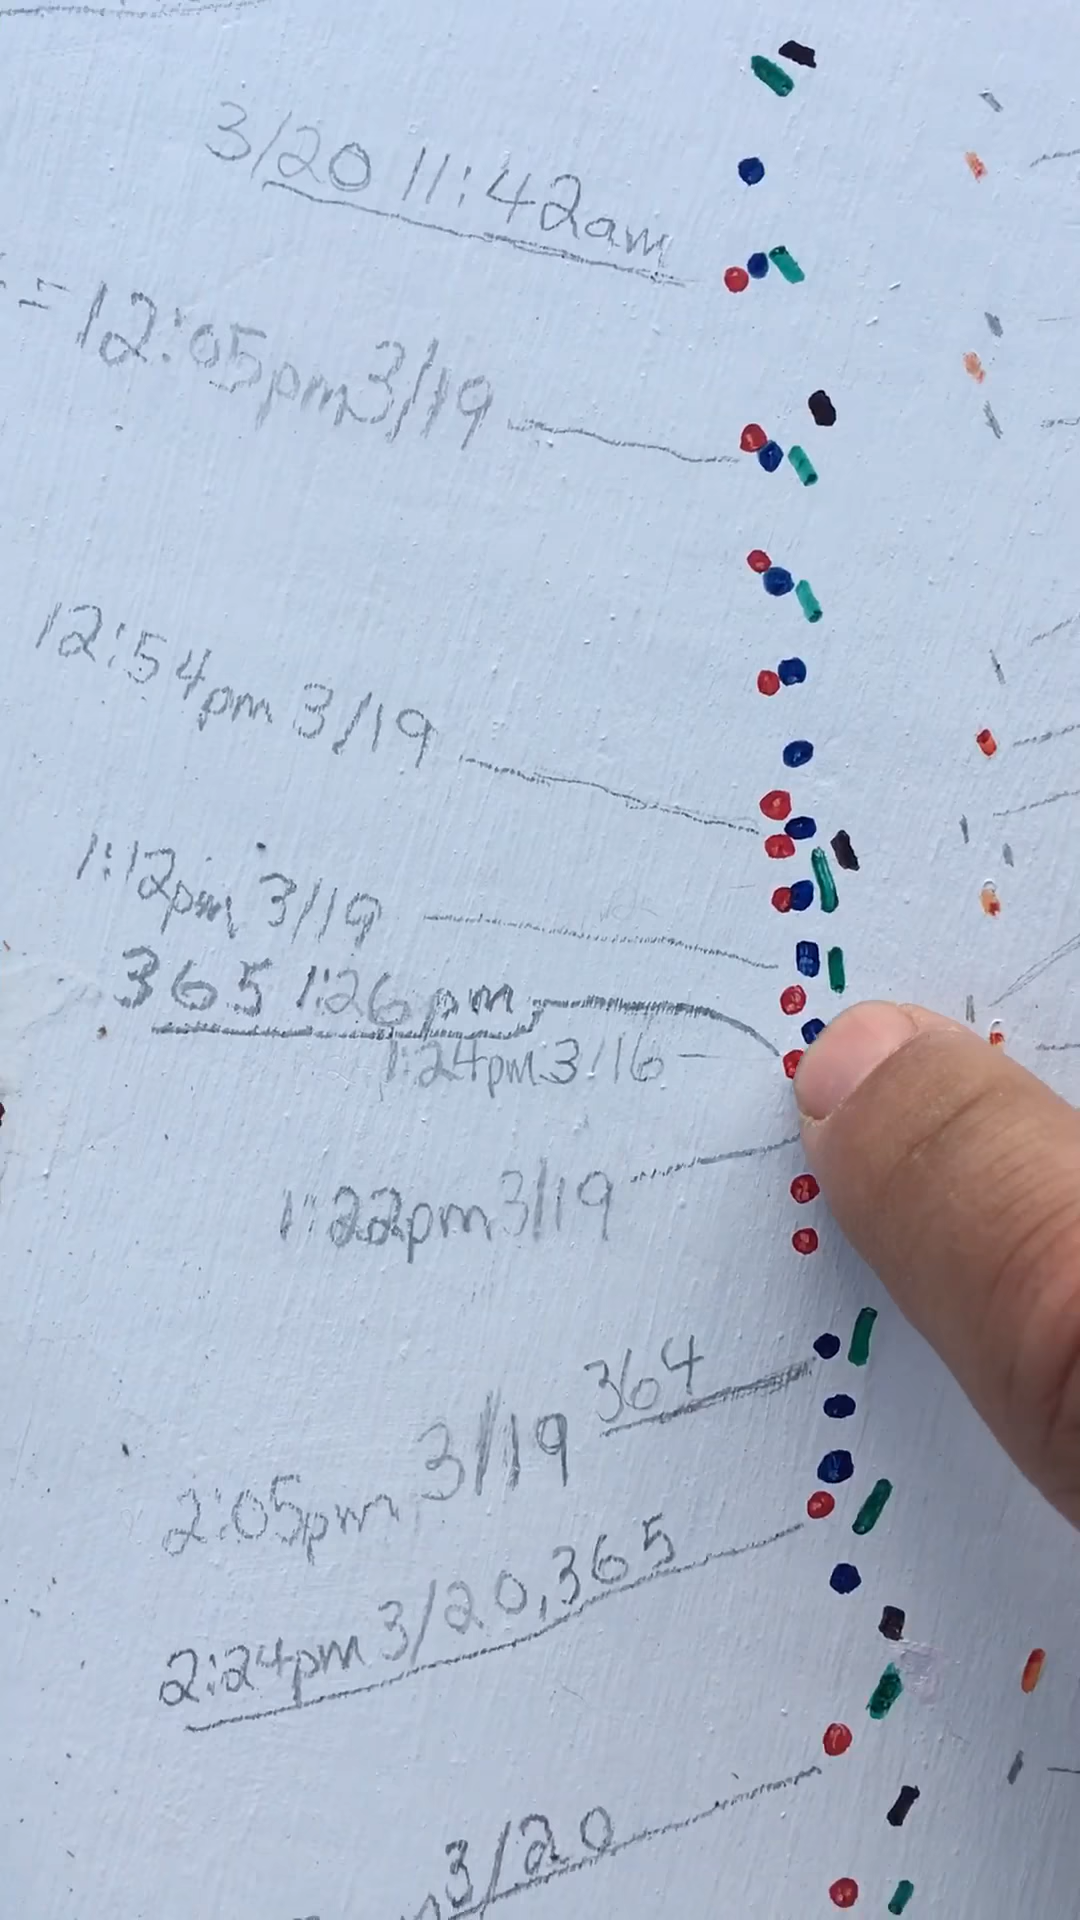 3/20 11:42am
= 12:05pm 3/19
12:54pm 3/19
1:12pm 3/19
365 1:26pm
1:24pm 3/16
1:22pm 3/19
2:05pm 3/19 364
2:24pm 3/20, 365
3/20